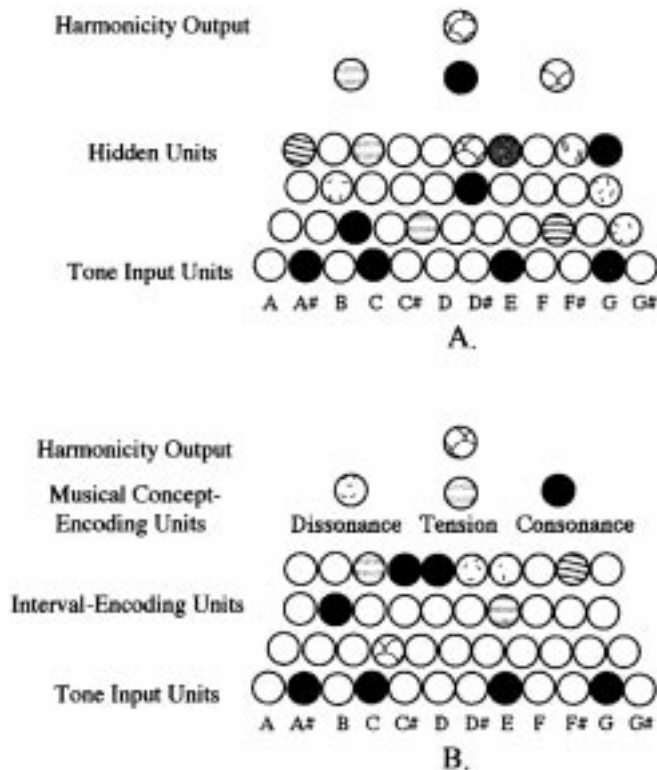 Harmonicity Output
Hidden Units
Tone Input Units
A A# B C C# D D# E F F# G G#
A.
Harmonicity Output
Musical Concept-
Encoding Units
Dissonance Tension Consonance
Interval-Encoding Units
Tone Input Units
A A# B C C# D D# E F F# G G#
B.